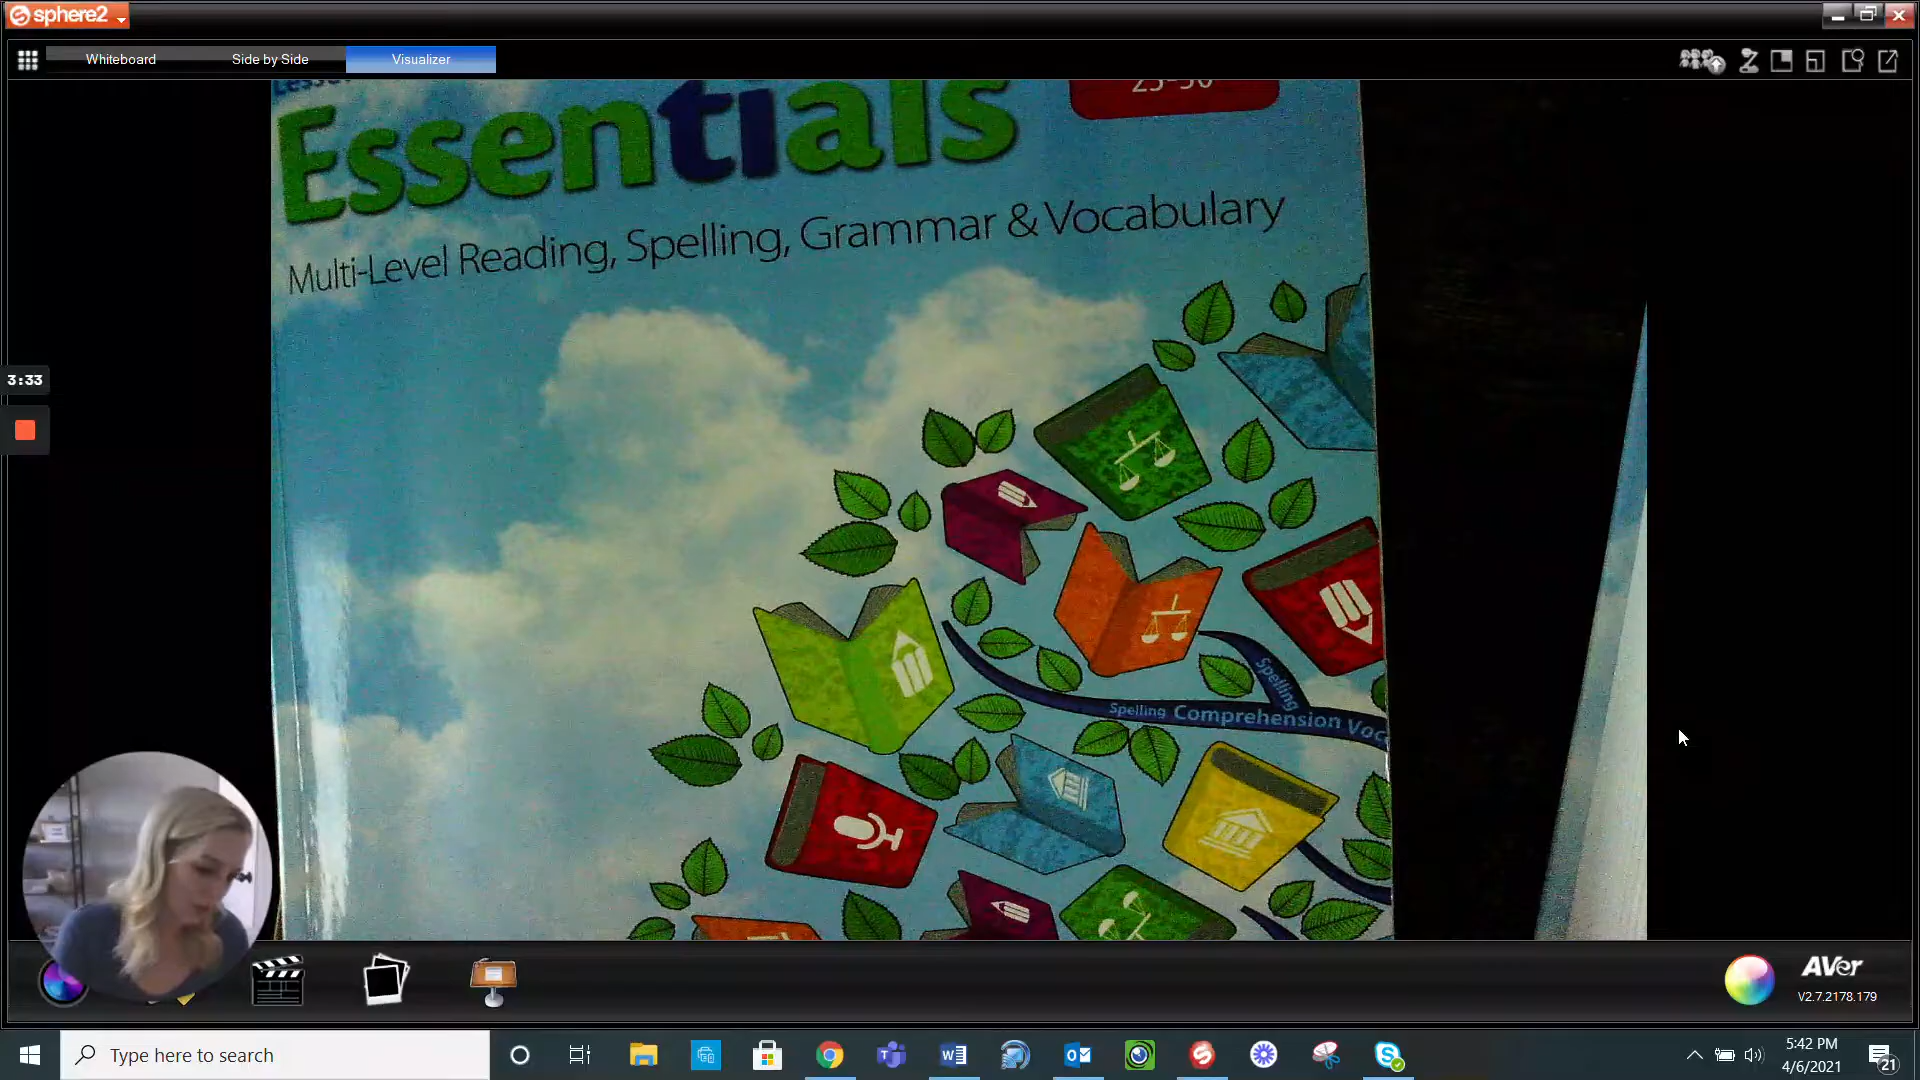 sphere2
Whiteboard
Side by Side
Visualizer
Essentials
Multi-Level Reading, Spelling, Grammar & Vocabulary
3:33
Spelling
Spelling Comprehension Voc
AVer
V2.7.2178.179
Type here to search
5:42 PM
4/6/2021
21